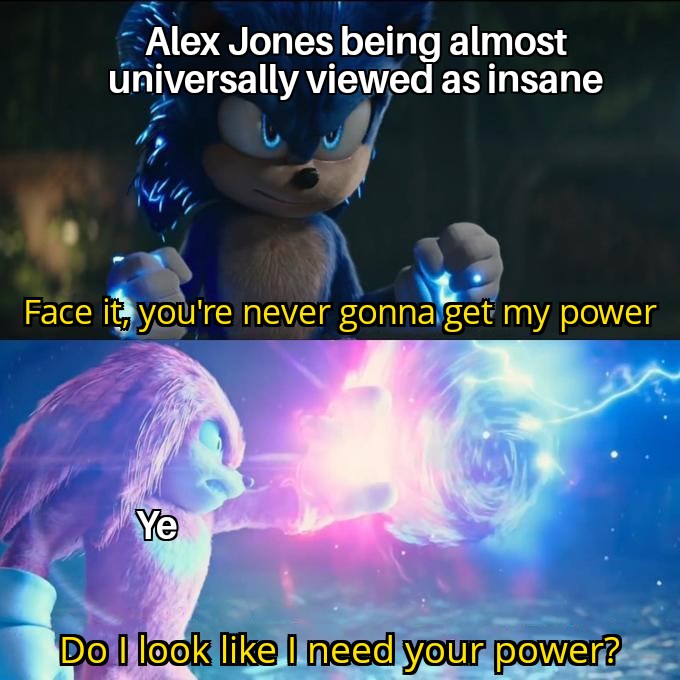 Alex Jones being almost
universally viewed as insane
Face it, you're never gonna get my power
Ye
Do I look like I need your power?